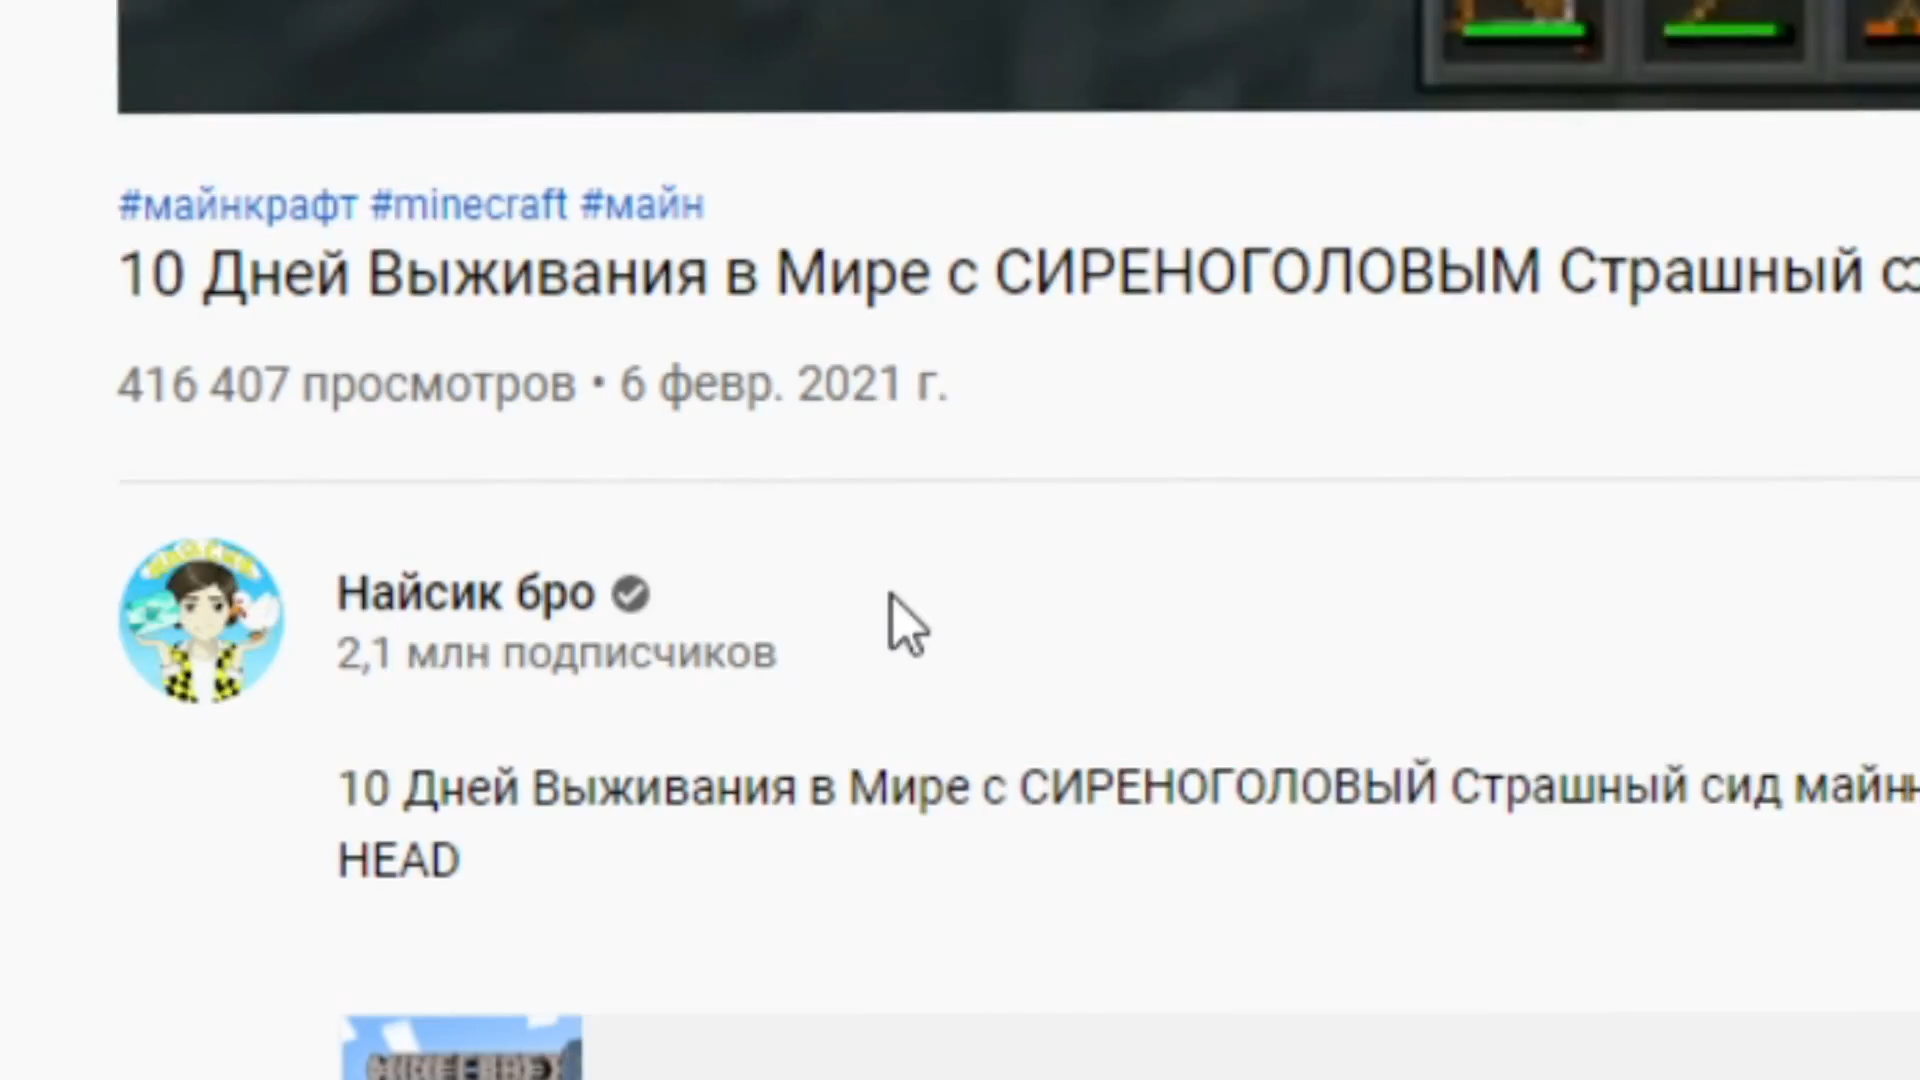 #майнкрафт #minecraft #майн
10 Дней Выживания в Мире с СИРЕНОГОЛОВЫМ Страшный
416 407 просмотров • 6 февр. 2021 г.
Найсик бро
2,1 млн подписчиков
10 Дней Выживания в Мире с СИРЕНОГОЛОВЫЙ Страшный сид
HEAD